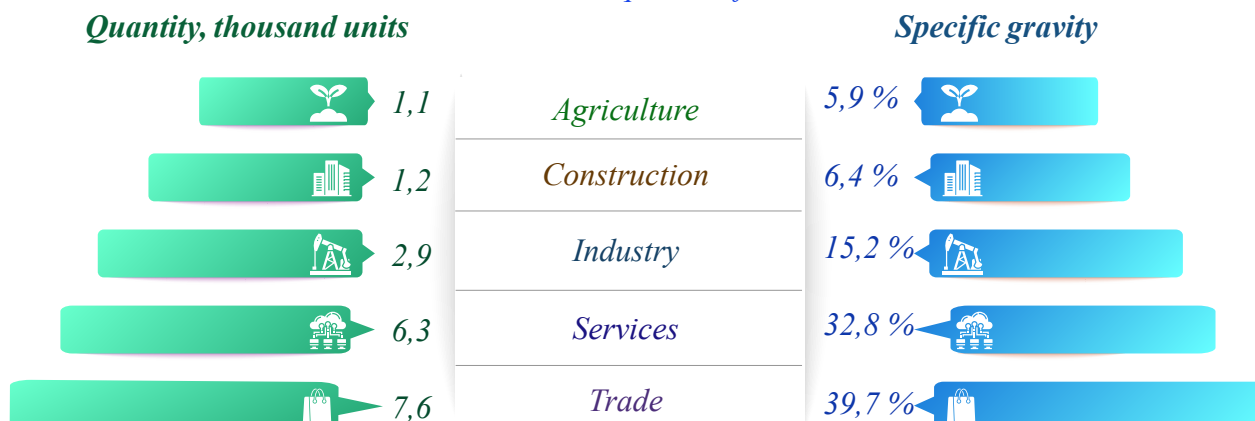 Quantity, thousand units
Specific gravity
1,1
Agriculture
5,9 %
1,2
Construction
6,4 %
2,9
Industry
15,2 %
6,3
Services
32,8 %
7,6
Trade
39,7 %